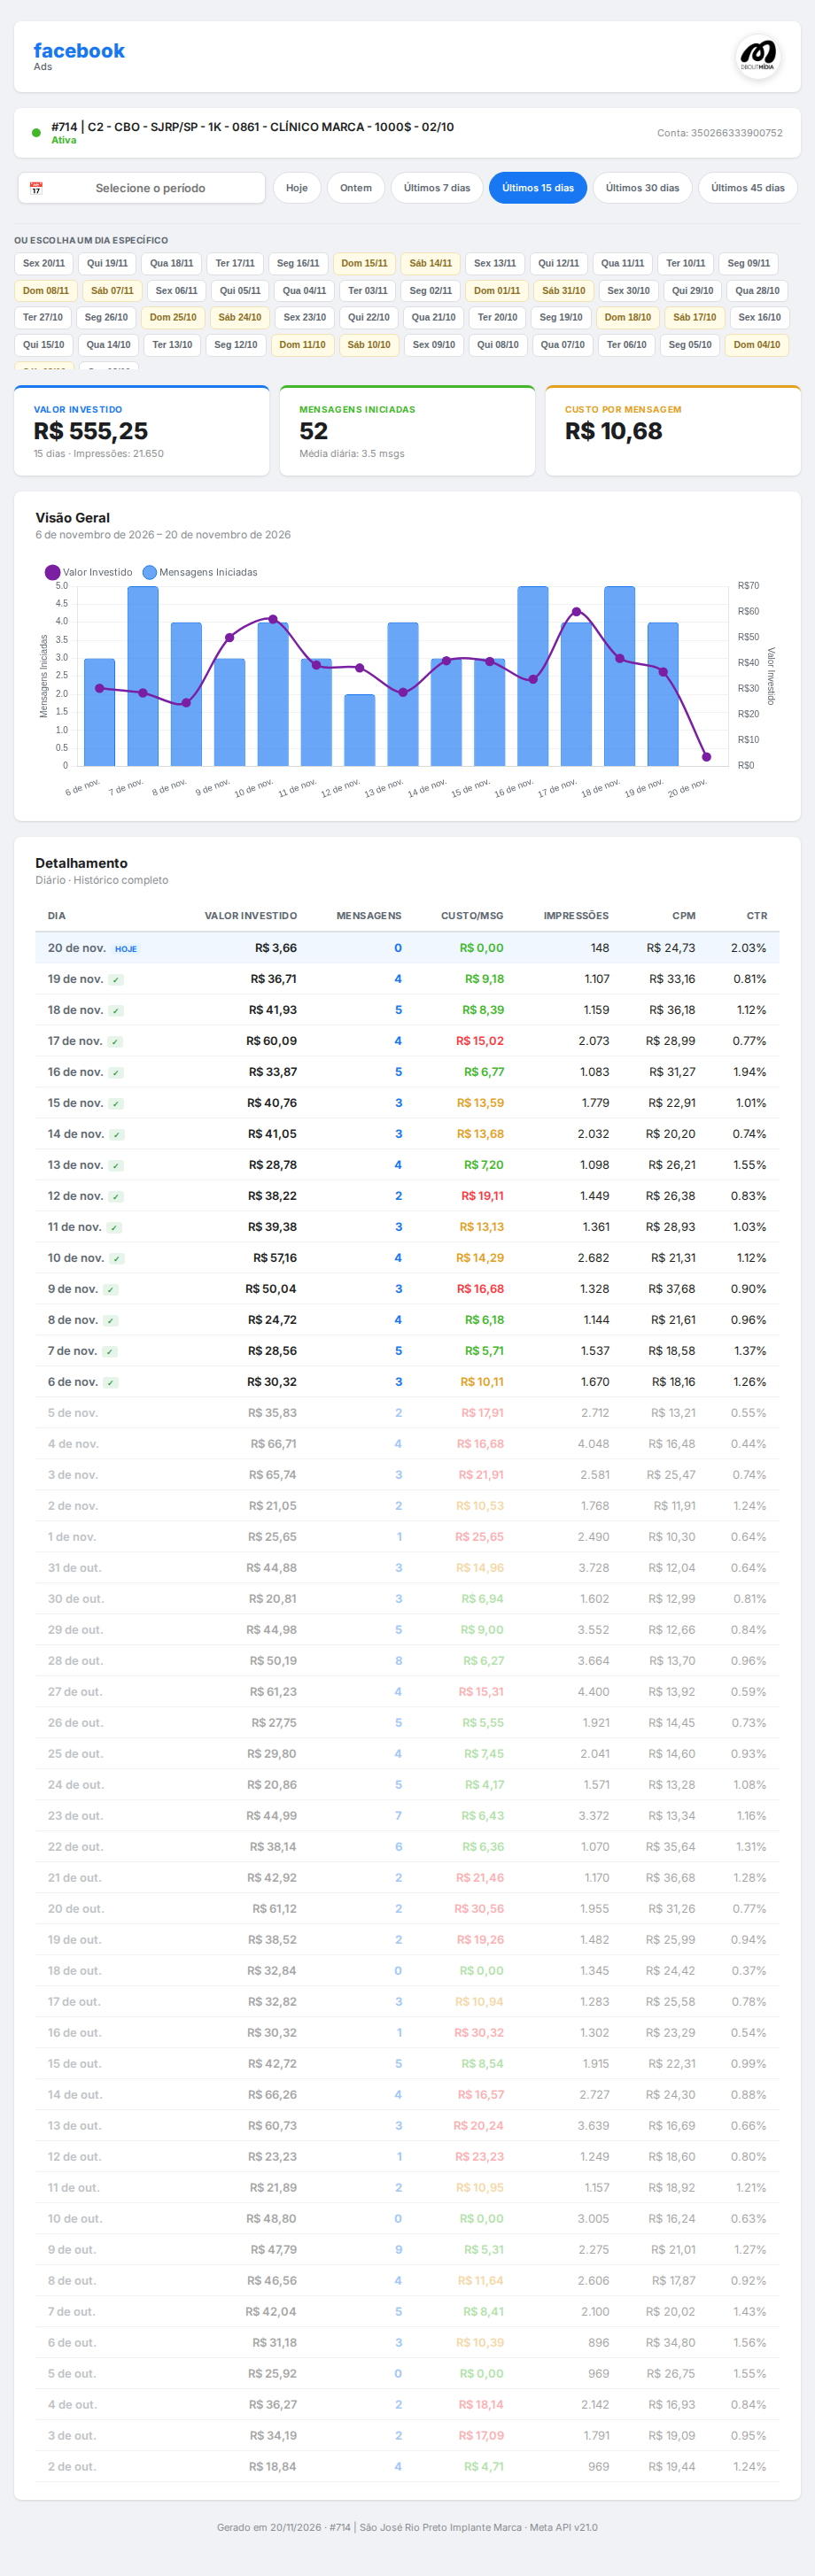 facebook
Ads
DBOUTMÍDIA
#714 | C2 - CBO - SJRP/SP - 1K - 0861 - CLÍNICO MARCA - 1000$ - 02/10
Ativa
Conta: 350266333900752
Selecione o período Hoje Ontem Últimos 7 dias Últimos 15 dias Últimos 30 dias Últimos 45 dias
OU ESCOLHA UM DIA ESPECÍFICO
Sex 20/11 Qui 19/11 Qua 18/11 Ter 17/11 Seg 16/11 Dom 15/11 Sáb 14/11 Sex 13/11 Qui 12/11 Qua 11/11 Ter 10/11 Seg 09/11
Dom 08/11 Sáb 07/11 Sex 06/11 Qui 05/11 Qua 04/11 Ter 03/11 Seg 02/11 Dom 01/11 Sáb 31/10 Sex 30/10 Qui 29/10 Qua 28/10
Ter 27/10 Seg 26/10 Dom 25/10 Sáb 24/10 Sex 23/10 Qui 22/10 Qua 21/10 Ter 20/10 Seg 19/10 Dom 18/10 Sáb 17/10 Sex 16/10
Qui 15/10 Qua 14/10 Ter 13/10 Seg 12/10 Dom 11/10 Sáb 10/10 Sex 09/10 Qui 08/10 Qua 07/10 Ter 06/10 Seg 05/10 Dom 04/10
VALOR INVESTIDO
R$ 555,25
15 dias · Impressões: 21.650
MENSAGENS INICIADAS
52
Média diária: 3.5 msgs
CUSTO POR MENSAGEM
R$ 10,68
Visão Geral
6 de novembro de 2026 – 20 de novembro de 2026
Valor Investido Mensagens Iniciadas
Mensagens Iniciadas
5.0
4.5
4.0
3.5
3.0
2.5
2.0
1.5
1.0
0.5
0
R$70
R$60
R$50
R$40
R$30
R$20
R$10
R$0
Valor Investido
6 de nov. 7 de nov. 8 de nov. 9 de nov. 10 de nov. 11 de nov. 12 de nov. 13 de nov. 14 de nov. 15 de nov. 16 de nov. 17 de nov. 18 de nov. 19 de nov. 20 de nov.
Detalhamento
Diário · Histórico completo
DIA VALOR INVESTIDO MENSAGENS CUSTO/MSG IMPRESSÕES CPM CTR
20 de nov. HOJE R$ 3,66 0 R$ 0,00 148 R$ 24,73 2.03%
19 de nov. ✓ R$ 36,71 4 R$ 9,18 1.107 R$ 33,16 0.81%
18 de nov. ✓ R$ 41,93 5 R$ 8,39 1.159 R$ 36,18 1.12%
17 de nov. ✓ R$ 60,09 4 R$ 15,02 2.073 R$ 28,99 0.77%
16 de nov. ✓ R$ 33,87 5 R$ 6,77 1.083 R$ 31,27 1.94%
15 de nov. ✓ R$ 40,76 3 R$ 13,59 1.779 R$ 22,91 1.01%
14 de nov. ✓ R$ 41,05 3 R$ 13,68 2.032 R$ 20,20 0.74%
13 de nov. ✓ R$ 28,78 4 R$ 7,20 1.098 R$ 26,21 1.55%
12 de nov. ✓ R$ 38,22 2 R$ 19,11 1.449 R$ 26,38 0.83%
11 de nov. ✓ R$ 39,38 3 R$ 13,13 1.361 R$ 28,93 1.03%
10 de nov. ✓ R$ 57,16 4 R$ 14,29 2.682 R$ 21,31 1.12%
9 de nov. ✓ R$ 50,04 3 R$ 16,68 1.328 R$ 37,68 0.90%
8 de nov. ✓ R$ 24,72 4 R$ 6,18 1.144 R$ 21,61 0.96%
7 de nov. ✓ R$ 28,56 5 R$ 5,71 1.537 R$ 18,58 1.37%
6 de nov. ✓ R$ 30,32 3 R$ 10,11 1.670 R$ 18,16 1.26%
5 de nov. R$ 35,83 2 R$ 17,91 2.712 R$ 13,21 0.55%
4 de nov. R$ 66,71 4 R$ 16,68 4.048 R$ 16,48 0.44%
3 de nov. R$ 65,74 3 R$ 21,91 2.581 R$ 25,47 0.74%
2 de nov. R$ 21,05 2 R$ 10,53 1.768 R$ 11,91 1.24%
1 de nov. R$ 25,65 1 R$ 25,65 2.490 R$ 10,30 0.64%
31 de out. R$ 44,88 3 R$ 14,96 3.728 R$ 12,04 0.64%
30 de out. R$ 20,81 3 R$ 6,94 1.602 R$ 12,99 0.81%
29 de out. R$ 44,98 5 R$ 9,00 3.552 R$ 12,66 0.84%
28 de out. R$ 50,19 8 R$ 6,27 3.664 R$ 13,70 0.96%
27 de out. R$ 61,23 4 R$ 15,31 4.400 R$ 13,92 0.59%
26 de out. R$ 27,75 5 R$ 5,55 1.921 R$ 14,45 0.73%
25 de out. R$ 29,80 4 R$ 7,45 2.041 R$ 14,60 0.93%
24 de out. R$ 20,86 5 R$ 4,17 1.571 R$ 13,28 1.08%
23 de out. R$ 44,99 7 R$ 6,43 3.372 R$ 13,34 1.16%
22 de out. R$ 38,14 6 R$ 6,36 1.070 R$ 35,64 1.31%
21 de out. R$ 42,92 2 R$ 21,46 1.170 R$ 36,68 1.28%
20 de out. R$ 61,12 2 R$ 30,56 1.955 R$ 31,26 0.77%
19 de out. R$ 38,52 2 R$ 19,26 1.482 R$ 25,99 0.94%
18 de out. R$ 32,84 0 R$ 0,00 1.345 R$ 24,42 0.37%
17 de out. R$ 32,82 3 R$ 10,94 1.283 R$ 25,58 0.78%
16 de out. R$ 30,32 1 R$ 30,32 1.302 R$ 23,29 0.54%
15 de out. R$ 42,72 5 R$ 8,54 1.915 R$ 22,31 0.99%
14 de out. R$ 66,26 4 R$ 16,57 2.727 R$ 24,30 0.88%
13 de out. R$ 60,73 3 R$ 20,24 3.639 R$ 16,69 0.66%
12 de out. R$ 23,23 1 R$ 23,23 1.249 R$ 18,60 0.80%
11 de out. R$ 21,89 2 R$ 10,95 1.157 R$ 18,92 1.21%
10 de out. R$ 48,80 0 R$ 0,00 3.005 R$ 16,24 0.63%
9 de out. R$ 47,79 9 R$ 5,31 2.275 R$ 21,01 1.27%
8 de out. R$ 46,56 4 R$ 11,64 2.606 R$ 17,87 0.92%
7 de out. R$ 42,04 5 R$ 8,41 2.100 R$ 20,02 1.43%
6 de out. R$ 31,18 3 R$ 10,39 896 R$ 34,80 1.56%
5 de out. R$ 25,92 0 R$ 0,00 969 R$ 26,75 1.55%
4 de out. R$ 36,27 2 R$ 18,14 2.142 R$ 16,93 0.84%
3 de out. R$ 34,19 2 R$ 17,09 1.791 R$ 19,09 0.95%
2 de out. R$ 18,84 4 R$ 4,71 969 R$ 19,44 1.24%
Gerado em 20/11/2026 · #714 | São José Rio Preto Implante Marca · Meta API v21.0